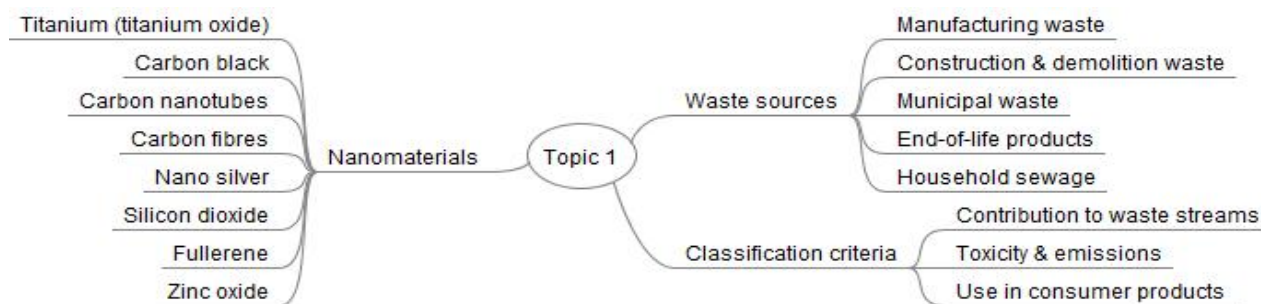 Titanium (titanium oxide)
Carbon black
Carbon nanotubes
Carbon fibres
Nano silver
Silicon dioxide
Fullerene
Zinc oxide
Nanomaterials
Topic 1
Waste sources
Manufacturing waste
Construction & demolition waste
Municipal waste
End-of-life products
Household sewage
Classification criteria
Contribution to waste streams
Toxicity & emissions
Use in consumer products